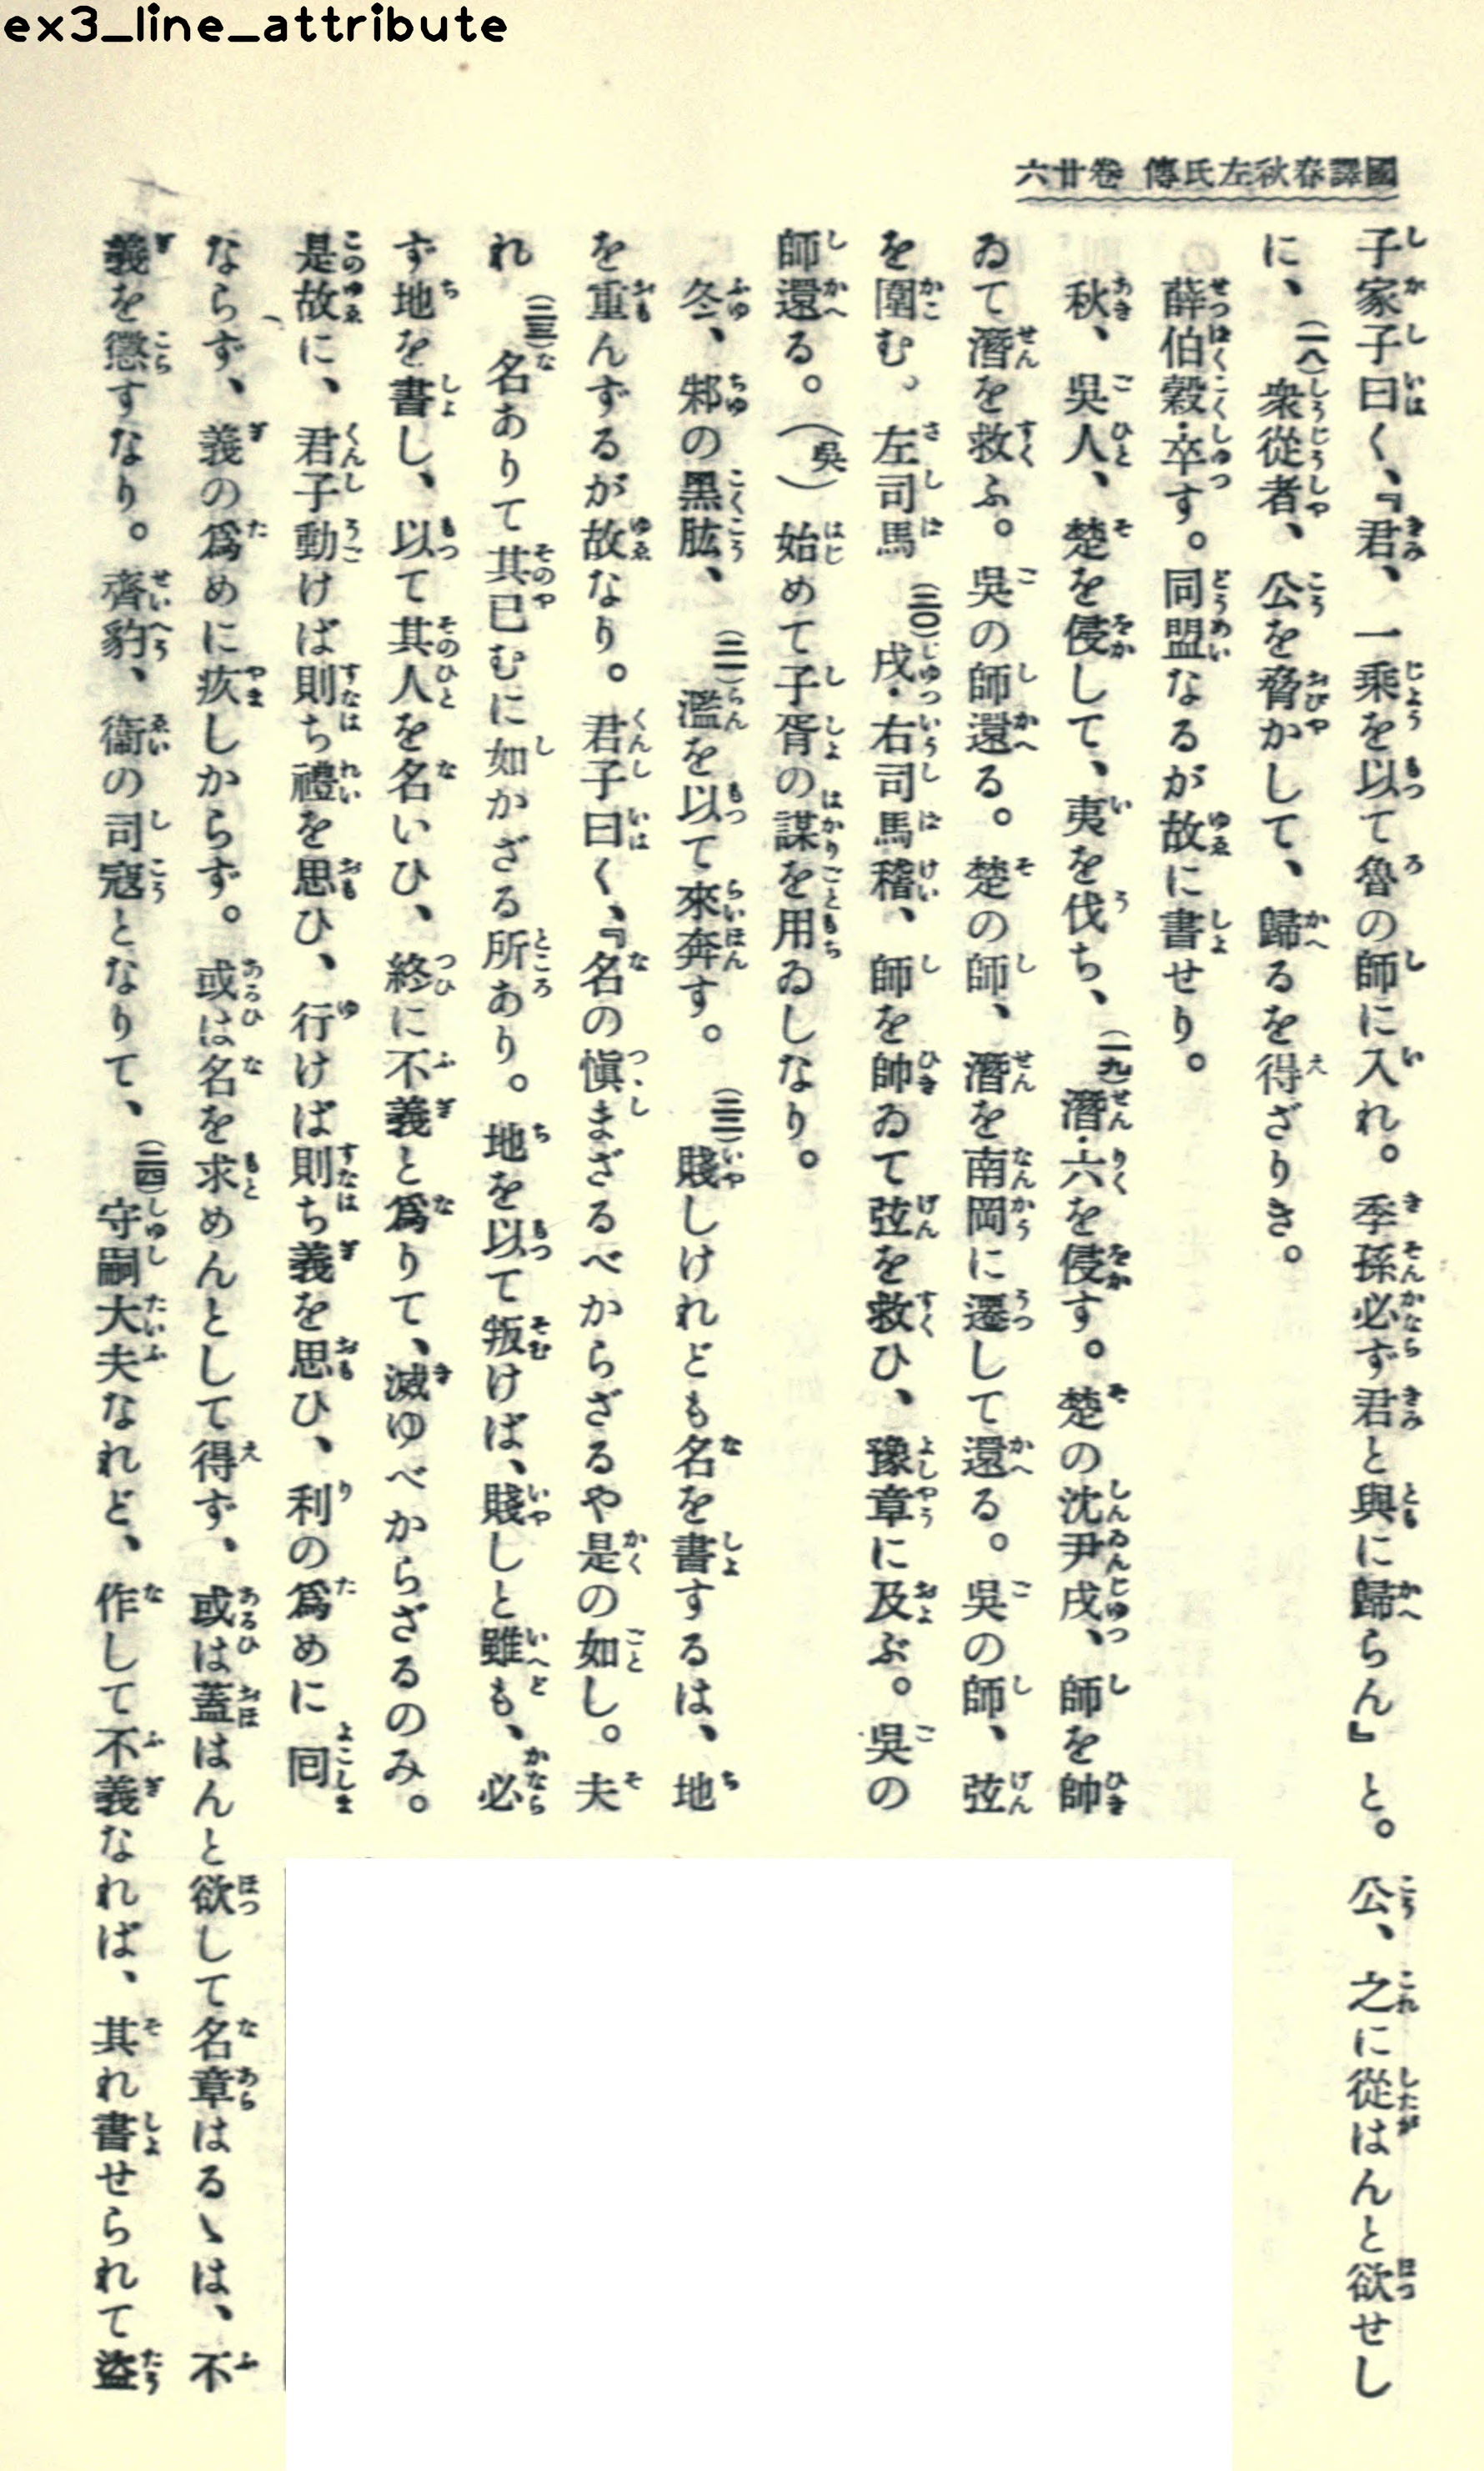 ex3_line_attribute
國譯春秋左氏傳 卷廿六
子家子曰く、『君、一乘を以て魯の師に入れ。季孫必ず君と與に歸らん』と。公、之に從はんと欲せし
に、(一八)衆從者、公を脅かして、歸るを得ざりき。
薛伯穀・卒す。同盟なるが故に書せり。
秋、吳人、楚を侵して、夷を伐ち、(一九)潛・六を侵す。楚の沈尹戌、師を帥
ゐて潛を救ふ。吳の師還る。楚の師、潛を南岡に遷して還る。吳の師、弦
を圍む。左司馬(二〇)戌・右司馬稽、師を帥ゐて弦を救ひ、豫章に及ぶ。吳の
師還る。(吳)始めて子胥の謀を用ゐしなり。
冬、邾の黑肱、(二一)濫を以て來奔す。(二二)賤しけれども名を書するは、地
を重んずるが故なり。君子曰く、『名の愼まざるべからざるや是の如し。夫
れ(二三)名ありて其已むに如かざる所あり。地を以て叛けば、賤しと雖も、必
ず地を書し、以て其人を名いひ、終に不義と爲りて、滅ゆべからざるのみ。
是故に、君子動けば則ち禮を思ひ、行けば則ち義を思ひ、利の爲めに回
ならず、義の爲めに疚しからず。或は名を求めんとして得ず、或は蓋はんと欲して名章はるゝは、不
義を懲すなり。齊豹、衞の司寇となりて、(二四)守嗣大夫なれど、作して不義なれば、其れ書せられて盜